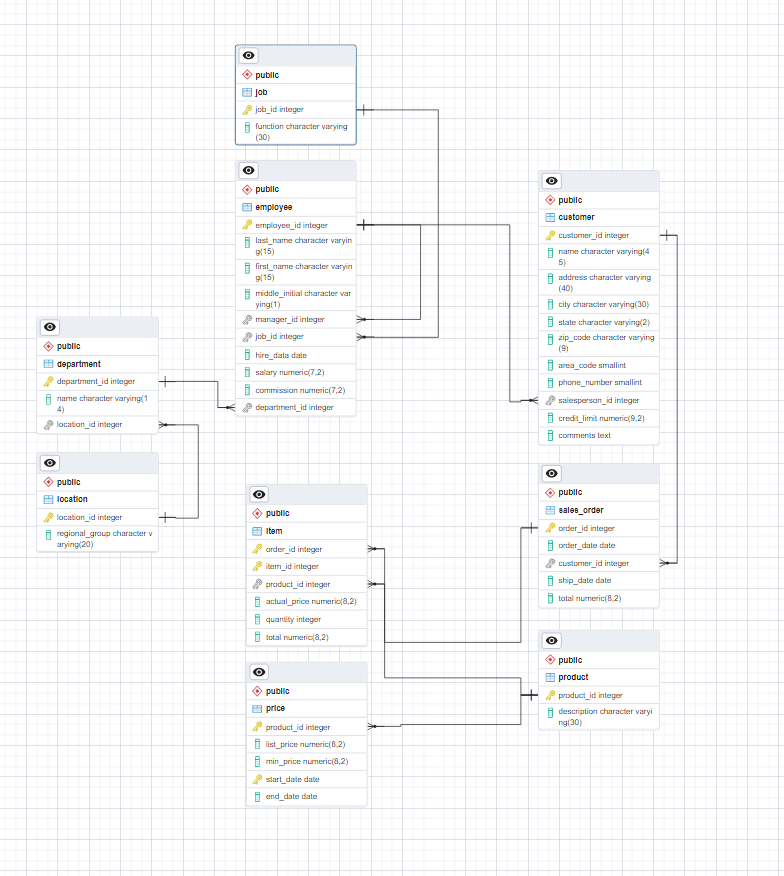 public
job
job_id integer
function character varying
(30)
public
employee
employee_id integer
last_name character varyin
g(15)
first_name character varyin
g(15)
middle_initial character var
ying(1)
manager_id integer
job_id integer
hire_data date
salary numeric(7,2)
commission numeric(7,2)
department_id integer
public
customer
customer_id integer
name character varying(4
5)
address character varying
(40)
city character varying(30)
state character varying(2)
zip_code character varying
(9)
area_code smallint
phone_number smallint
salesperson_id integer
credit_limit numeric(9,2)
comments text
public
department
department_id integer
name character varying(1
4)
location_id integer
public
location
location_id integer
regional_group character v
arying(20)
public
item
order_id integer
item_id integer
product_id integer
actual_price numeric(8,2)
quantity integer
total numeric(8,2)
public
sales_order
order_id integer
order_date date
customer_id integer
ship_date date
total numeric(8,2)
public
price
product_id integer
list_price numeric(8,2)
min_price numeric(8,2)
start_date date
end_date date
public
product
product_id integer
description character varyi
ng(30)